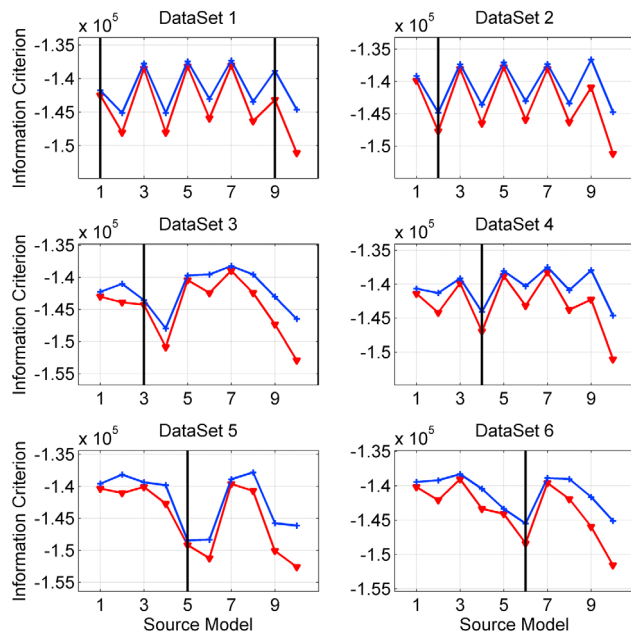 DataSet 1
-1.35 x 10^5
-1.4
-1.45
-1.5
Information Criterion
1 3 5 7 9
DataSet 2
-1.35 x 10^5
-1.4
-1.45
-1.5
1 3 5 7 9
DataSet 3
-1.35 x 10^5
-1.4
-1.45
-1.5
-1.55
Information Criterion
1 3 5 7 9
DataSet 4
-1.35 x 10^5
-1.4
-1.45
-1.5
1 3 5 7 9
DataSet 5
-1.35 x 10^5
-1.4
-1.45
-1.5
-1.55
Information Criterion
1 3 5 7 9
Source Model
DataSet 6
-1.35 x 10^5
-1.4
-1.45
-1.5
-1.55
1 3 5 7 9
Source Model